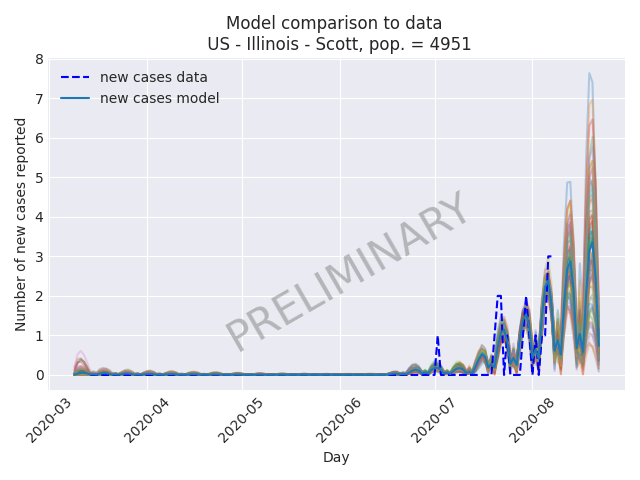 Model comparison to data
US - Illinois - Scott, pop. = 4951
8
7
6
5
4
3
2
1
0
Number of new cases reported
new cases data
new cases model
PRELIMINARY
2020-03
2020-04
2020-05
2020-06
2020-07
2020-08
Day